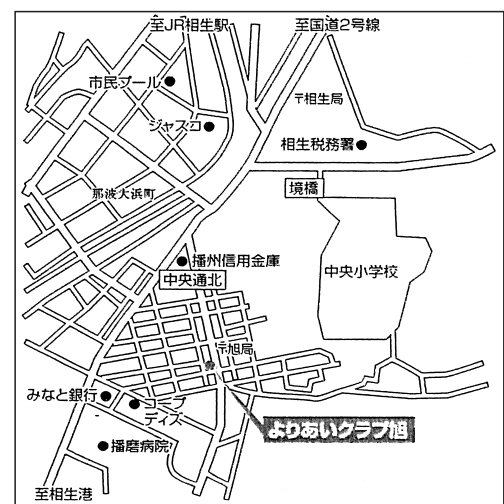 至JR相生駅
至国道2号線
市民プール
〒相生局
ジャスコ
相生税務署
境橋
那波大浜町
播州信用金庫
中央小学校
中央通北
〒旭局
みなと銀行
コープ
デイズ
よりあいクラブ旭
播磨病院
至相生港